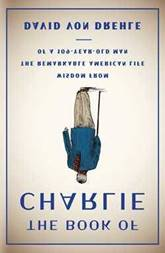 THE BOOK OF
CHARLIE
WISDOM FROM
THE REMARKABLE AMERICAN LIFE
OF A 109-YEAR-OLD MAN
DAVID VON DREHLE